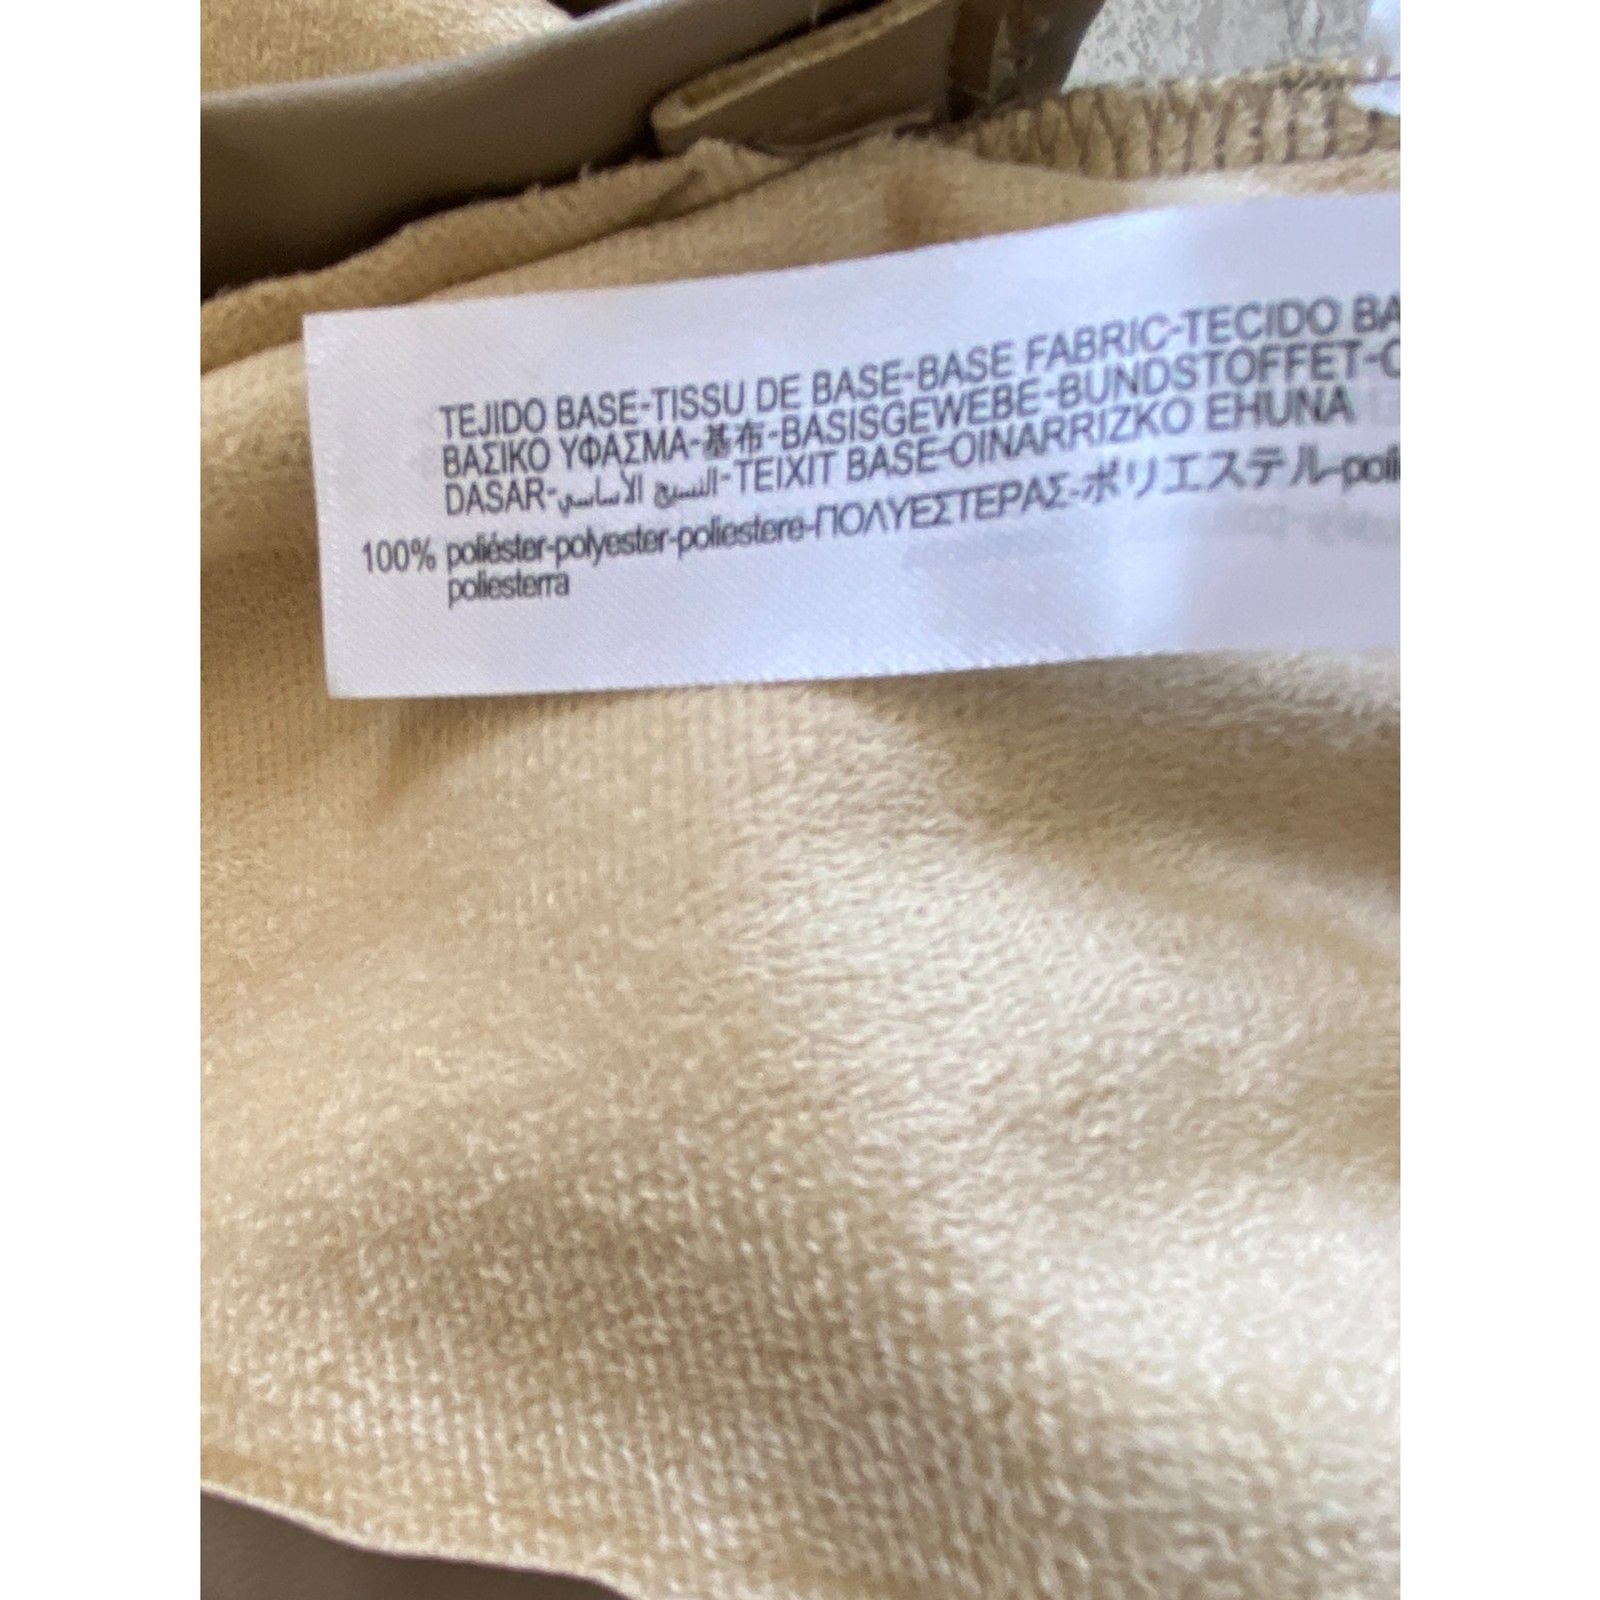 TEJIDO BASE-TISSU DE BASE-BASE FABRIC-TECIDO BA
ΒΑΣΙΚΟ ΥΦΑΣΜΑ-基布-BASISGEWEBE-BUNDSTOFFET-
DASAR-النسيج الأساسي-TEIXIT BASE-OINARRIZKO EHUNA
100% poliéster-polyester-poliestere-ΠΟΛΥΕΣΤΕΡΑΣ-ポリエステル-poli
poliesterra